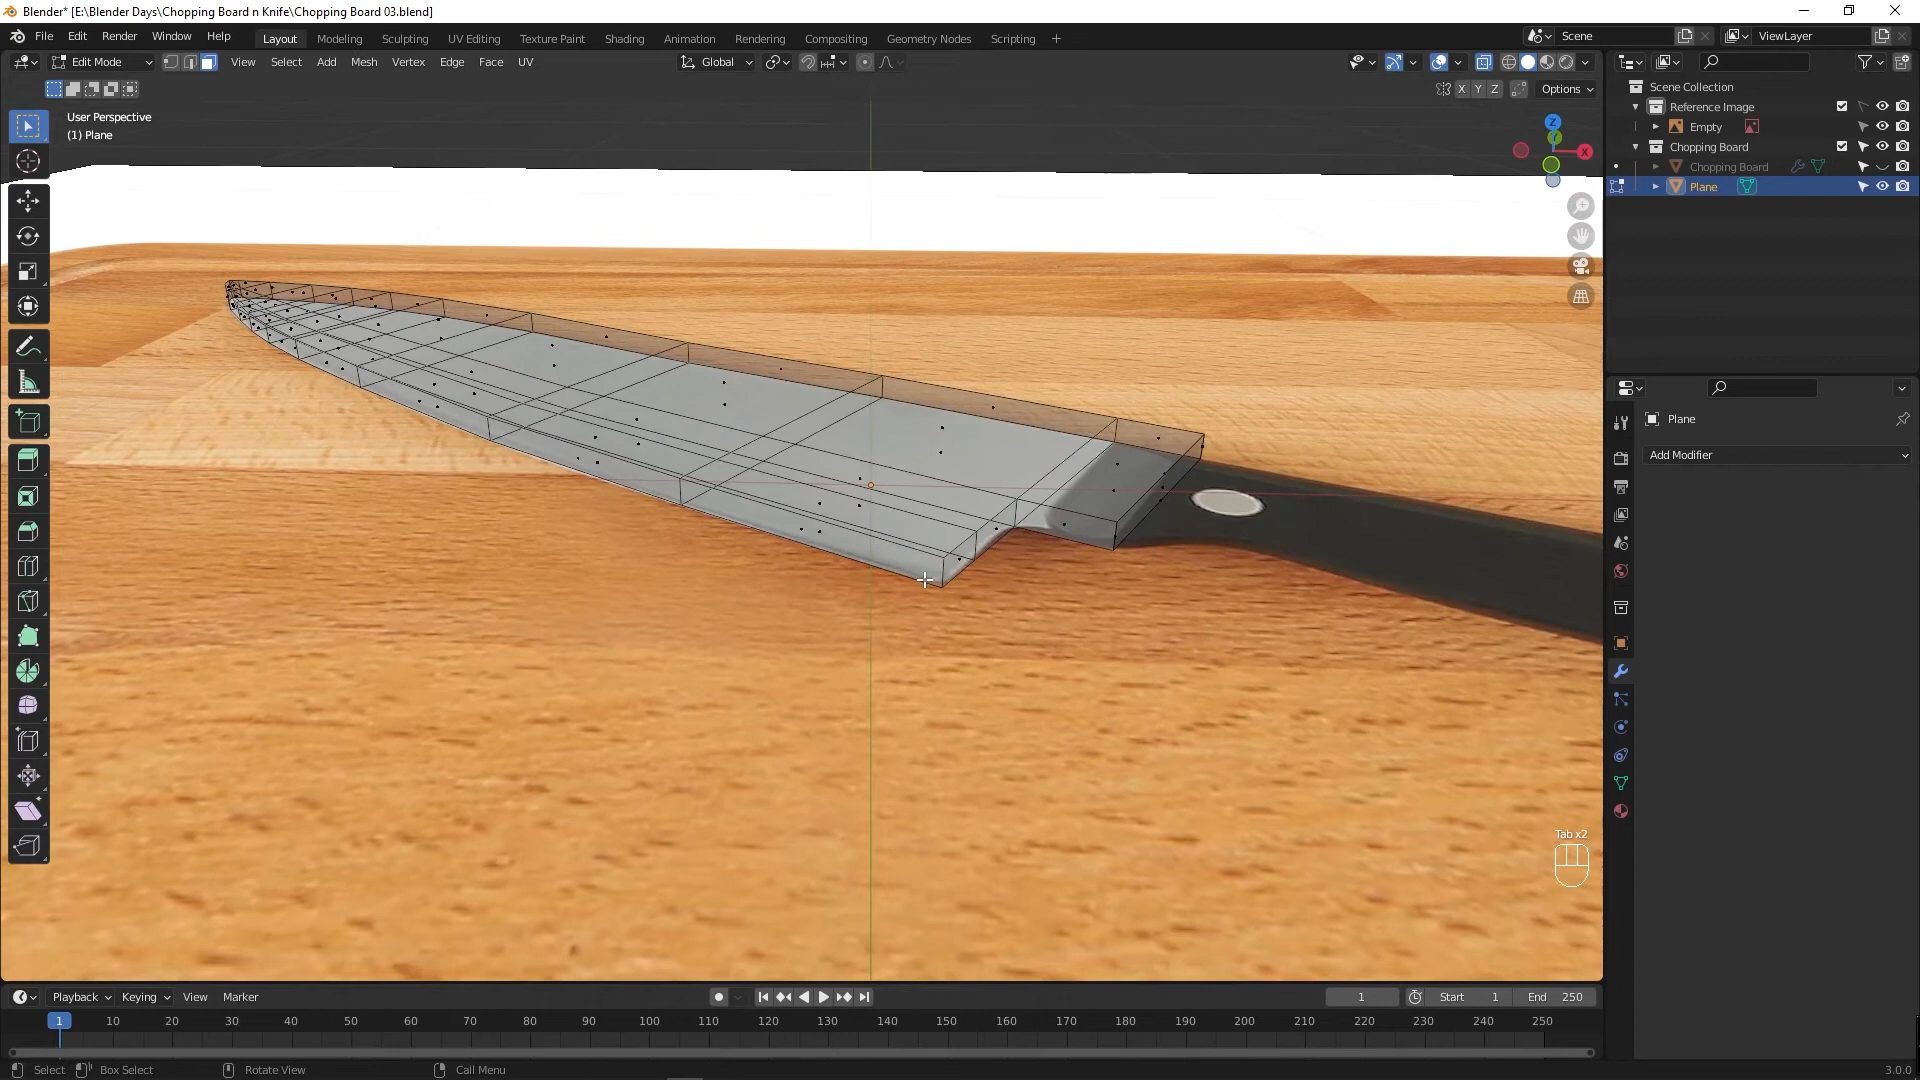 Blender* [E:\Blender Days\Chopping Board n Knife\Chopping Board 03.blend]
File Edit Render Window Help Layout Modeling Sculpting UV Editing Texture Paint Shading Animation Rendering Compositing Geometry Nodes Scripting + Scene ViewLayer
Edit Mode View Select Add Mesh Vertex Edge Face UV Global
X Y Z Options
User Perspective
(1) Plane
Z
Y
X
Scene Collection
Reference Image
Empty
Chopping Board
Chopping Board
Plane
Plane
Add Modifier
Tab x2
Playback Keying View Marker 1 Start 1 End 250
1 10 20 30 40 50 60 70 80 90 100 110 120 130 140 150 160 170 180 190 200 210 220 230 240 250
Select Box Select Rotate View Call Menu 3.0.0